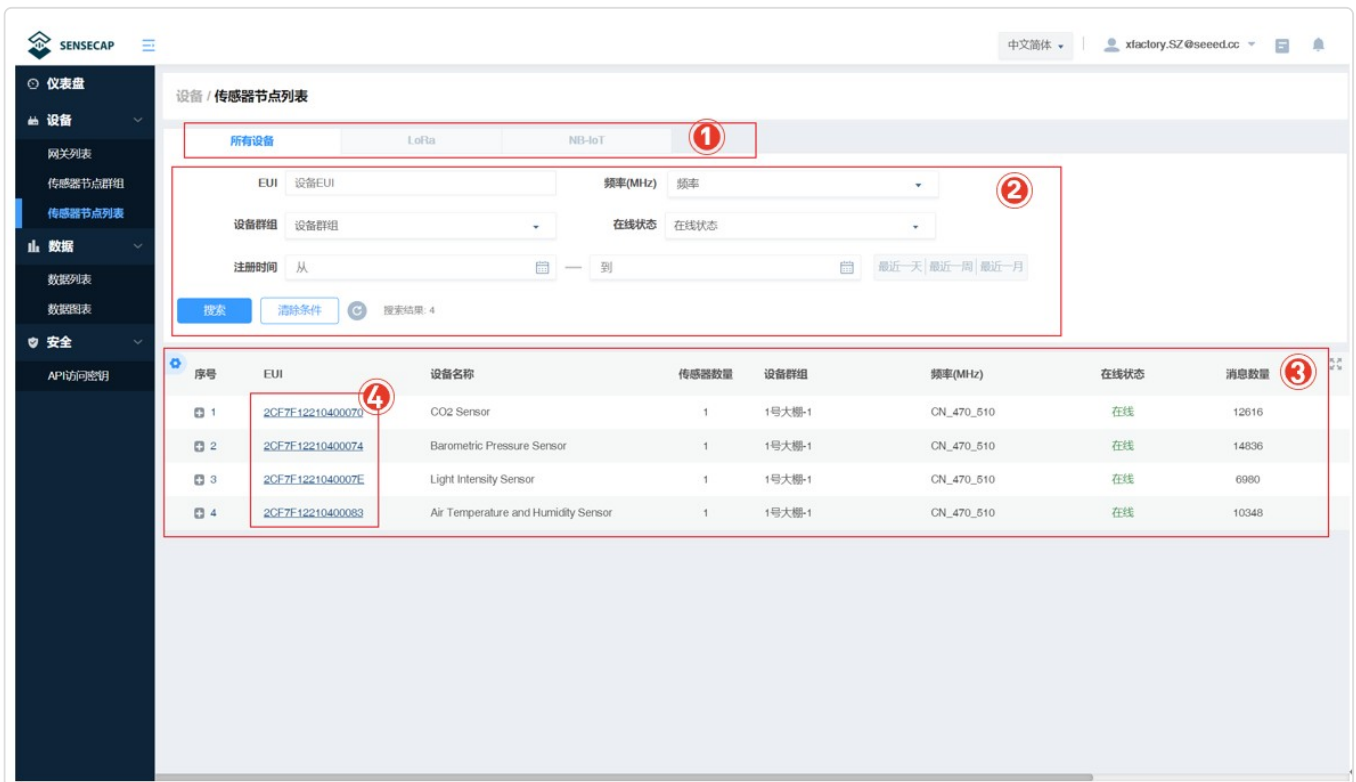 SENSECAP 中文简体 xfactory.SZ@seeed.cc
仪表盘
设备
网关列表
传感器节点群组
传感器节点列表
数据
数据列表
数据图表
安全
API访问密钥
设备 / 传感器节点列表
所有设备 LoRa NB-IoT 1
EUI 设备EUI 频率(MHz) 频率 2
设备群组 设备群组 在线状态 在线状态
注册时间 从 — 到 最近一天 最近一周 最近一月
搜索 清除条件 搜索结果: 4
序号 EUI 设备名称 传感器数量 设备群组 频率(MHz) 在线状态 消息数量 3
4
1 2CF7F12210400070 CO2 Sensor 1 1号大棚-1 CN_470_510 在线 12616
2 2CF7F12210400074 Barometric Pressure Sensor 1 1号大棚-1 CN_470_510 在线 14836
3 2CF7F1221040007E Light Intensity Sensor 1 1号大棚-1 CN_470_510 在线 6980
4 2CF7F12210400083 Air Temperature and Humidity Sensor 1 1号大棚-1 CN_470_510 在线 10348